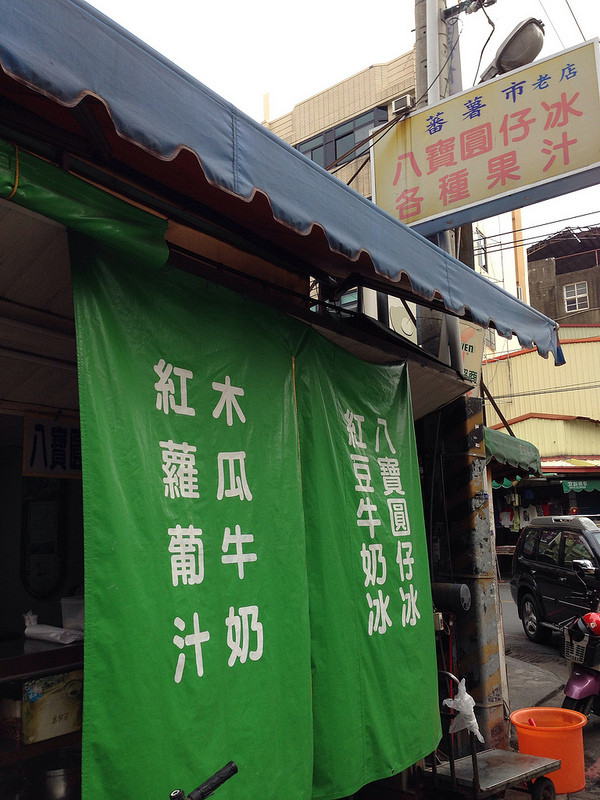 蕃薯市老店
八寶圓仔冰
各種果汁
木瓜牛奶
紅蘿蔔汁
八寶圓仔冰
紅豆牛奶冰
八寶圓